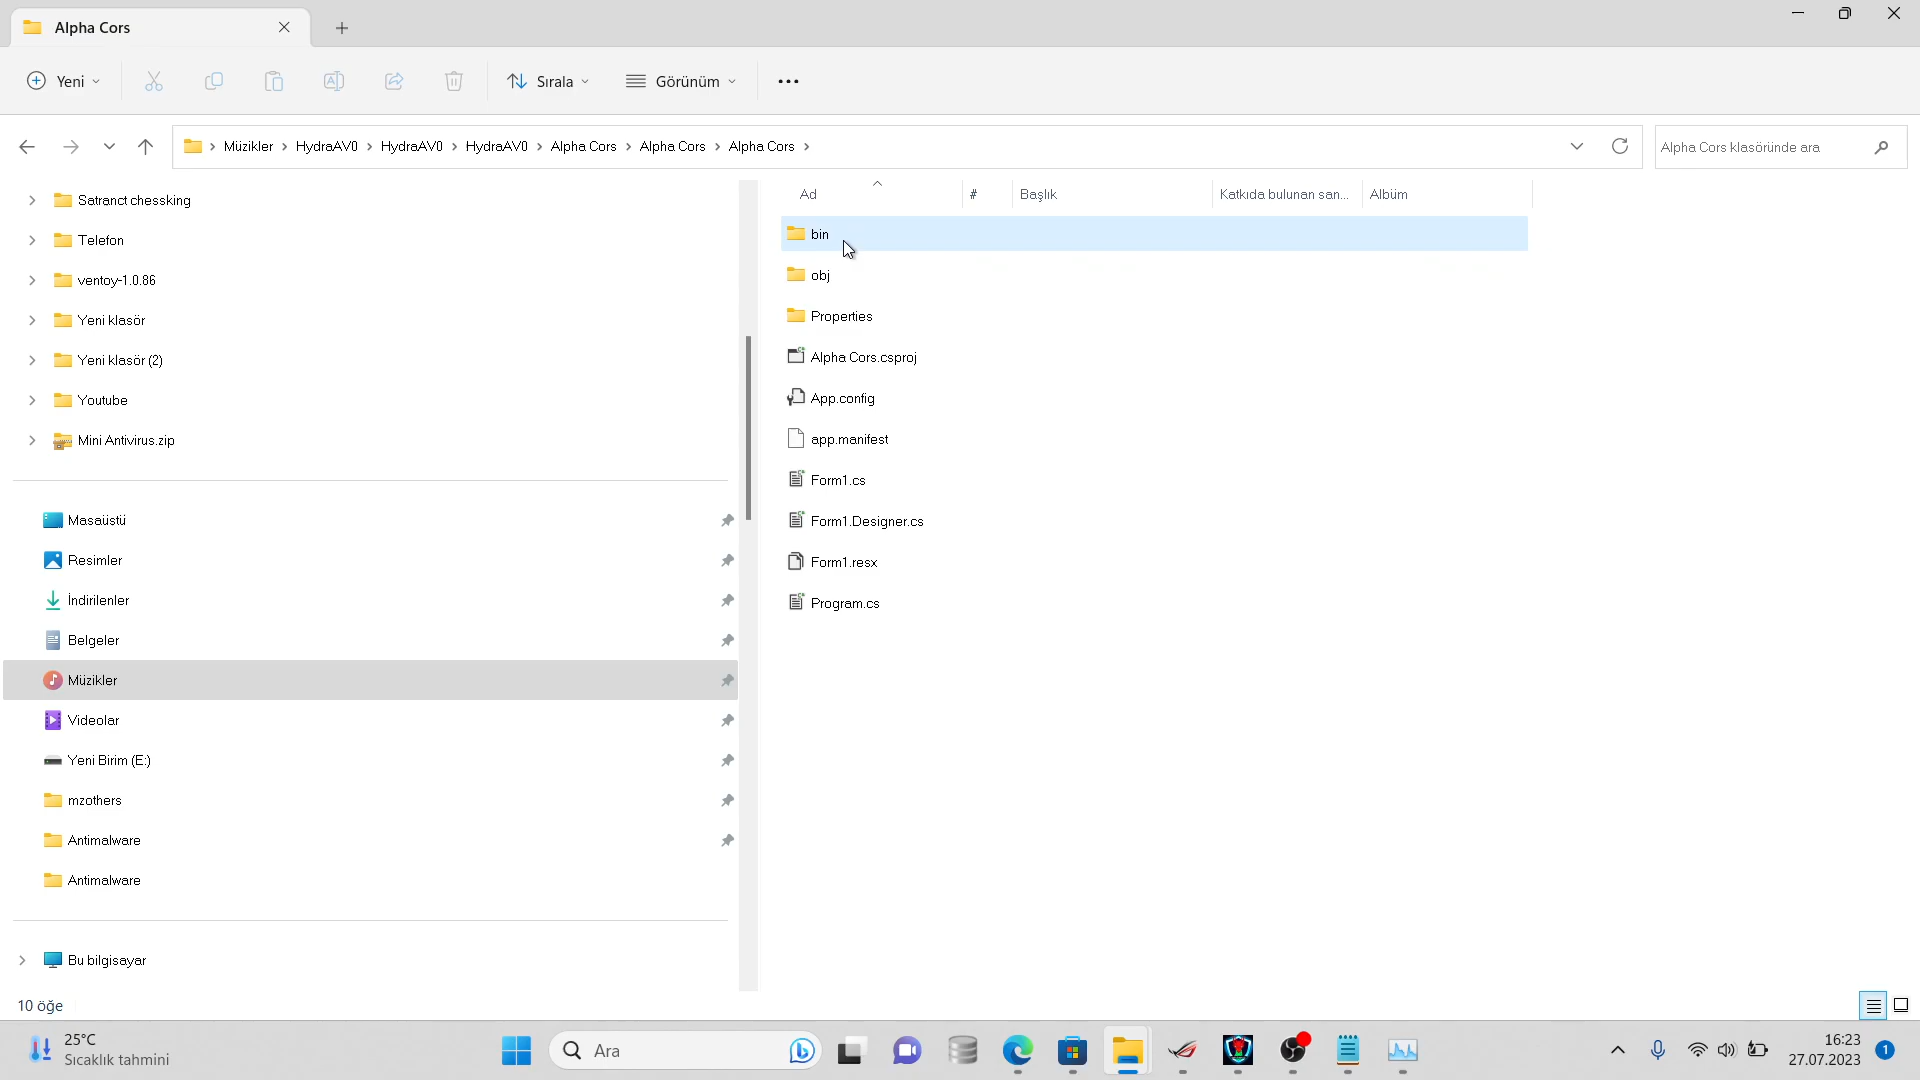 Alpha Cors
Yeni
Sırala
Görünüm
Müzikler > HydraAV0 > HydraAV0 > HydraAV0 > Alpha Cors > Alpha Cors > Alpha Cors >
Alpha Cors klasöründe ara
Satranct chessking
Telefon
ventoy-1.0.86
Yeni klasör
Yeni klasör (2)
Youtube
Mini Antivirus.zip
Masaüstü
Resimler
İndirilenler
Belgeler
Müzikler
Videolar
Yeni Birim (E:)
mzothers
Antimalware
Antimalware
Bu bilgisayar
Ad # Başlık Katkıda bulunan san... Albüm
bin
obj
Properties
Alpha Cors.csproj
App.config
app.manifest
Form1.cs
Form1.Designer.cs
Form1.resx
Program.cs
10 öğe
25°C
Sıcaklık tahmini
Ara
16:23
27.07.2023
1